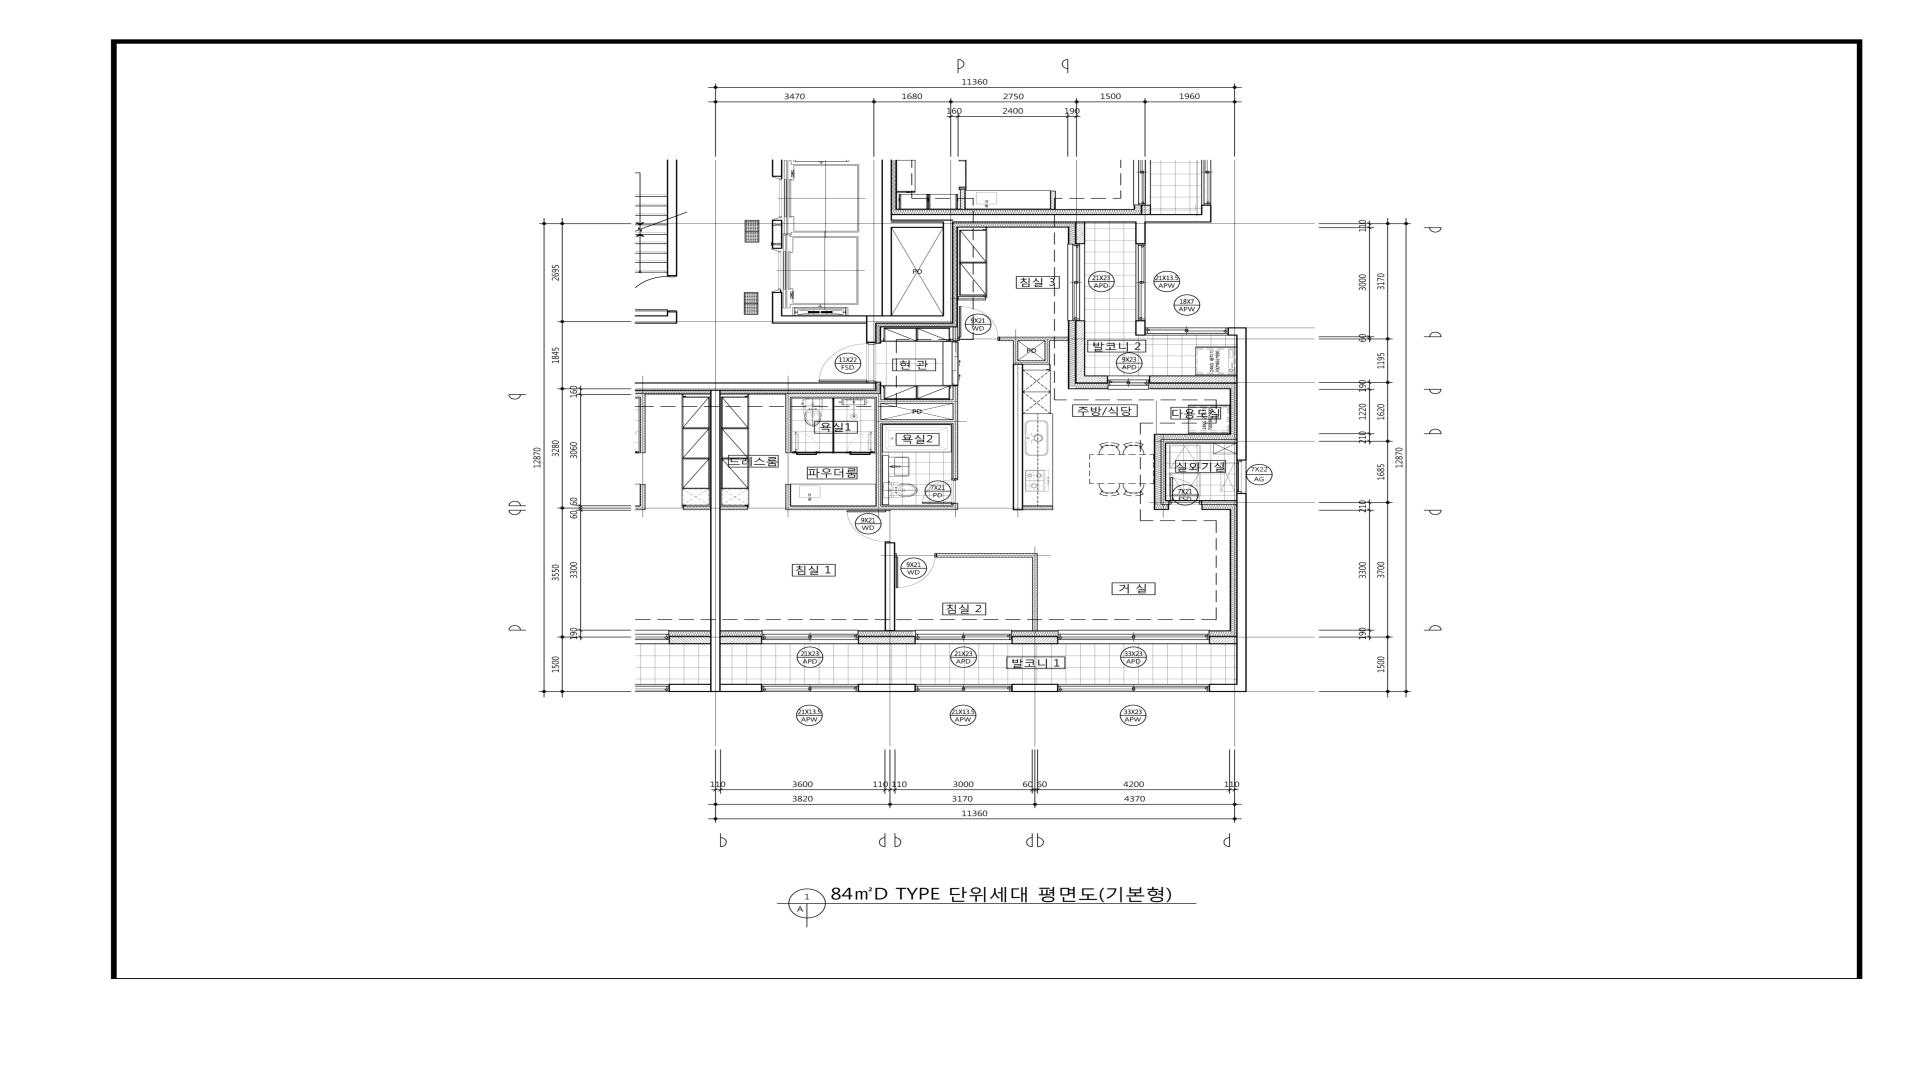 11360
3470 1680 2750 1500 1960
160 2400 190
PD
침실 3
21X23 APD
21X13.5 APW
18X7 APW
9X21 WD
발코니 2
9X23 APD
11X22 FSD
현관
PD
PD
주방/식당
다용도실
욕실1
욕실2
드레스룸
파우더룸
실외기실
7X22 AG
7X21 PD
7X21 FSD
9X21 WD
9X21 WD
침실 1
침실 2
거 실
21X23 APD
21X23 APD
발코니 1
33X23 APD
21X13.5 APW
21X13.5 APW
33X23 APW
12870
2695 1845 3280 3550 1500
160 3060 60 60 3300 190
110 3000 60 190 1220 210 210 3300 190
3170 1195 1620 1685 3700 1500
12870
110 3600 110 110 3000 60 60 4200 110
3820 3170 4370
11360
1
A
84㎡D TYPE 단위세대 평면도(기본형)